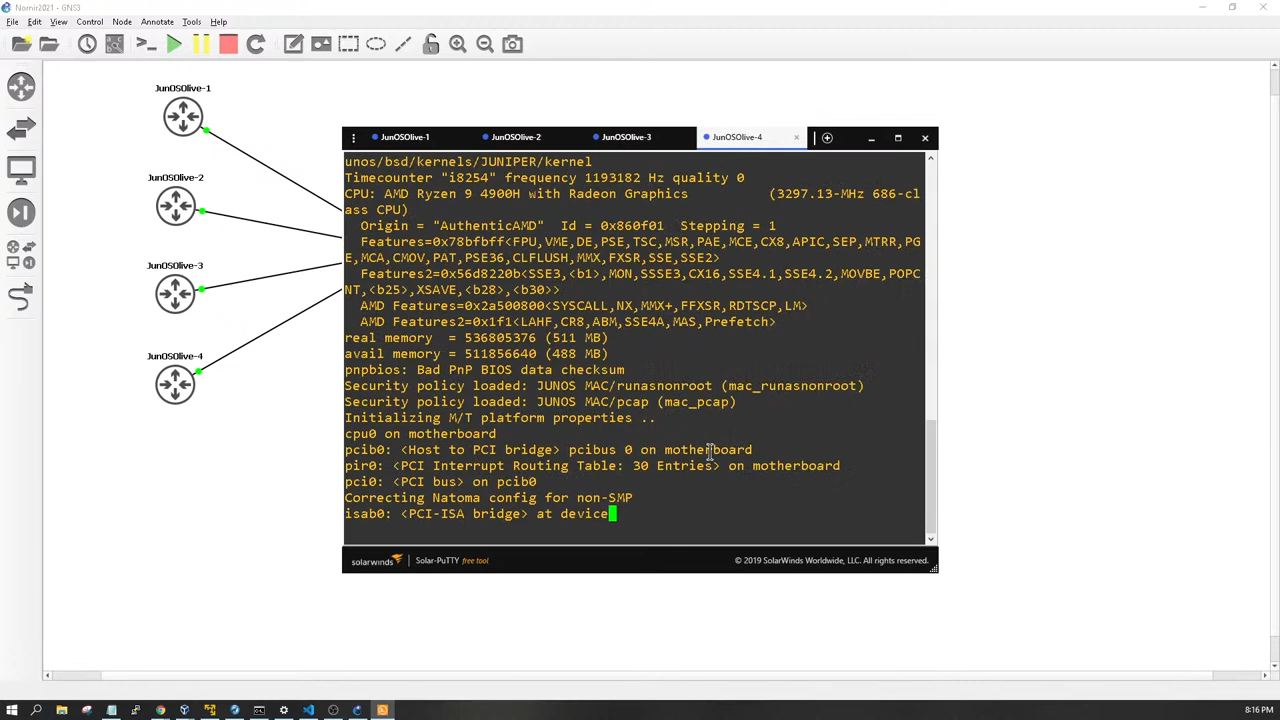 Nornir2021 - GNS3
File Edit View Control Node Annotate Tools Help
JunOSOlive-1
JunOSOlive-2
JunOSOlive-3
JunOSOlive-4
JunOSOlive-1 JunOSOlive-2 JunOSOlive-3 JunOSOlive-4
unos/bsd/kernels/JUNIPER/kernel
Timecounter "i8254" frequency 1193182 Hz quality 0
CPU: AMD Ryzen 9 4900H with Radeon Graphics (3297.13-MHz 686-cl
ass CPU)
Origin = "AuthenticAMD" Id = 0x860f01 Stepping = 1
Features=0x78bfbff<FPU,VME,DE,PSE,TSC,MSR,PAE,MCE,CX8,APIC,SEP,MTRR,PG
E,MCA,CMOV,PAT,PSE36,CLFLUSH,MMX,FXSR,SSE,SSE2>
Features2=0x56d8220b<SSE3,<b1>,MON,SSSE3,CX16,SSE4.1,SSE4.2,MOVBE,POPC
NT,<b25>,XSAVE,<b28>,<b30>>
AMD Features=0x2a500800<SYSCALL,NX,MMX+,FFXSR,RDTSCP,LM>
AMD Features2=0x1f1<LAHF,CR8,ABM,SSE4A,MAS,Prefetch>
real memory = 536805376 (511 MB)
avail memory = 511856640 (488 MB)
pnpbios: Bad PnP BIOS data checksum
Security policy loaded: JUNOS MAC/runasnonroot (mac_runasnonroot)
Security policy loaded: JUNOS MAC/pcap (mac_pcap)
Initializing M/T platform properties ..
cpu0 on motherboard
pcib0: <Host to PCI bridge> pcibus 0 on motherboard
pir0: <PCI Interrupt Routing Table: 30 Entries> on motherboard
pci0: <PCI bus> on pcib0
Correcting Natoma config for non-SMP
isab0: <PCI-ISA bridge> at device
solarwinds Solar-PuTTY free tool © 2019 SolarWinds Worldwide, LLC. All rights reserved.
8:16 PM